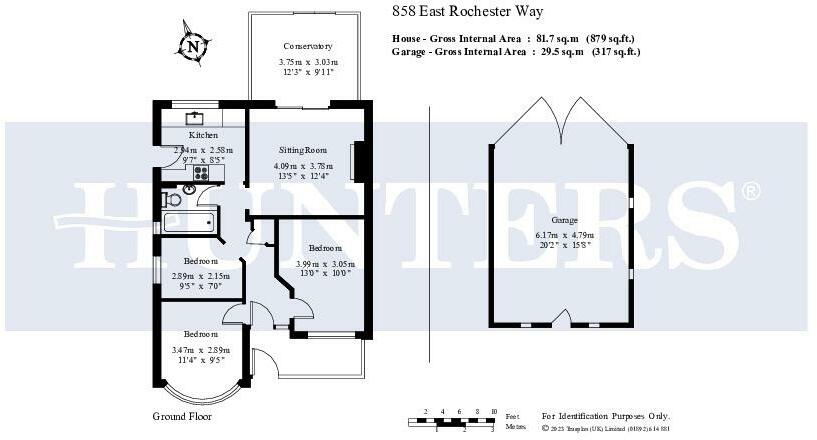 858 East Rochester Way
House - Gross Internal Area : 81.7 sq.m (879 sq.ft.)
Garage - Gross Internal Area : 29.5 sq.m (317 sq.ft.)
N
Conservatory
3.75m x 3.03m
12'3" x 9'11"
Kitchen
2.94m x 2.58m
9'7" x 8'5"
Sitting Room
4.09m x 3.78m
13'5" x 12'4"
HUNTERS®
Garage
6.17m x 4.79m
20'2" x 15'8"
Bedroom
3.99m x 3.05m
13'0" x 10'0"
Bedroom
2.89m x 2.15m
9'5" x 7'0"
Bedroom
3.47m x 2.89m
11'4" x 9'5"
Ground Floor
2 4 6 8 10
Feet
Metres
1 2 3
For Identification Purposes Only.
© 2023 Trueplan (UK) Limited (01892) 614 881